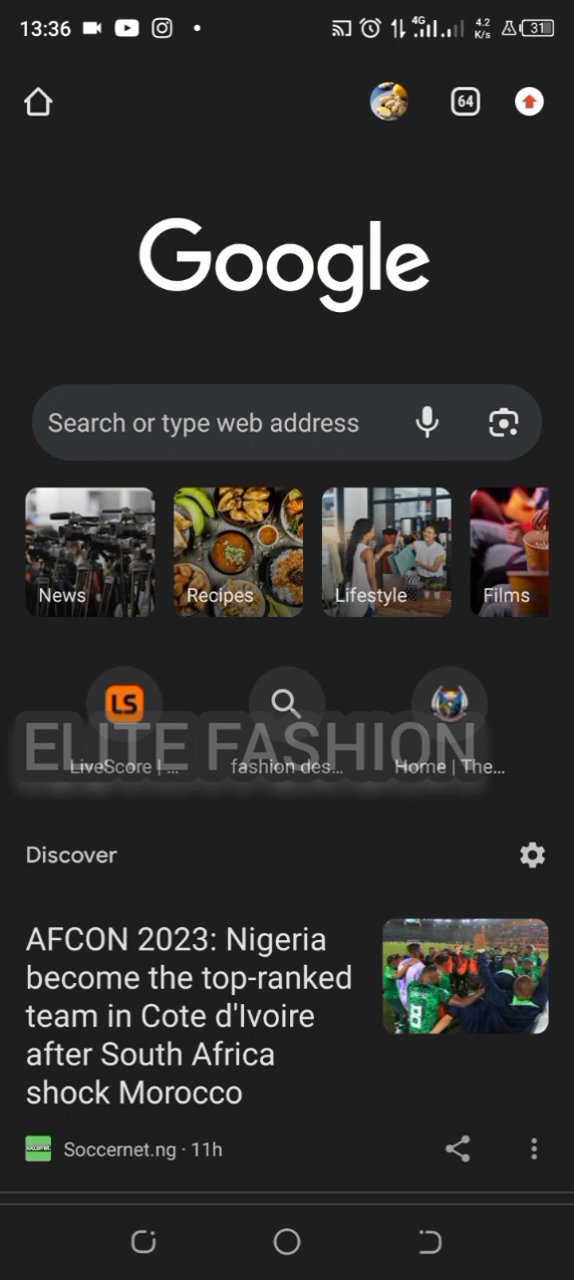 13:36
4G
4.2
K/s
31
64
Google
Search or type web address
News
Recipes
Lifestyle
Films
LS
ELITE FASHION
LiveScore | ...
fashion des...
Home | The...
Discover
AFCON 2023: Nigeria
become the top-ranked
team in Cote d'Ivoire
after South Africa
shock Morocco
8
Soccernet.ng · 11h